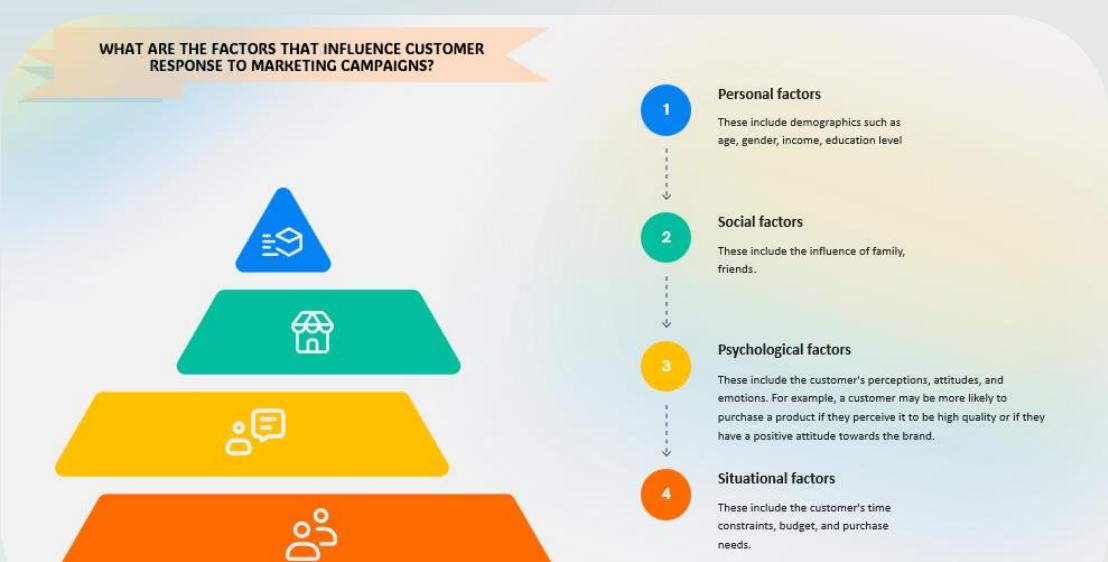 WHAT ARE THE FACTORS THAT INFLUENCE CUSTOMER
RESPONSE TO MARKETING CAMPAIGNS?
1
Personal factors
These include demographics such as
age, gender, income, education level
2
Social factors
These include the influence of family,
friends.
3
Psychological factors
These include the customer's perceptions, attitudes, and
emotions. For example, a customer may be more likely to
purchase a product if they perceive it to be high quality or if they
have a positive attitude towards the brand.
4
Situational factors
These include the customer's time
constraints, budget, and purchase
needs.